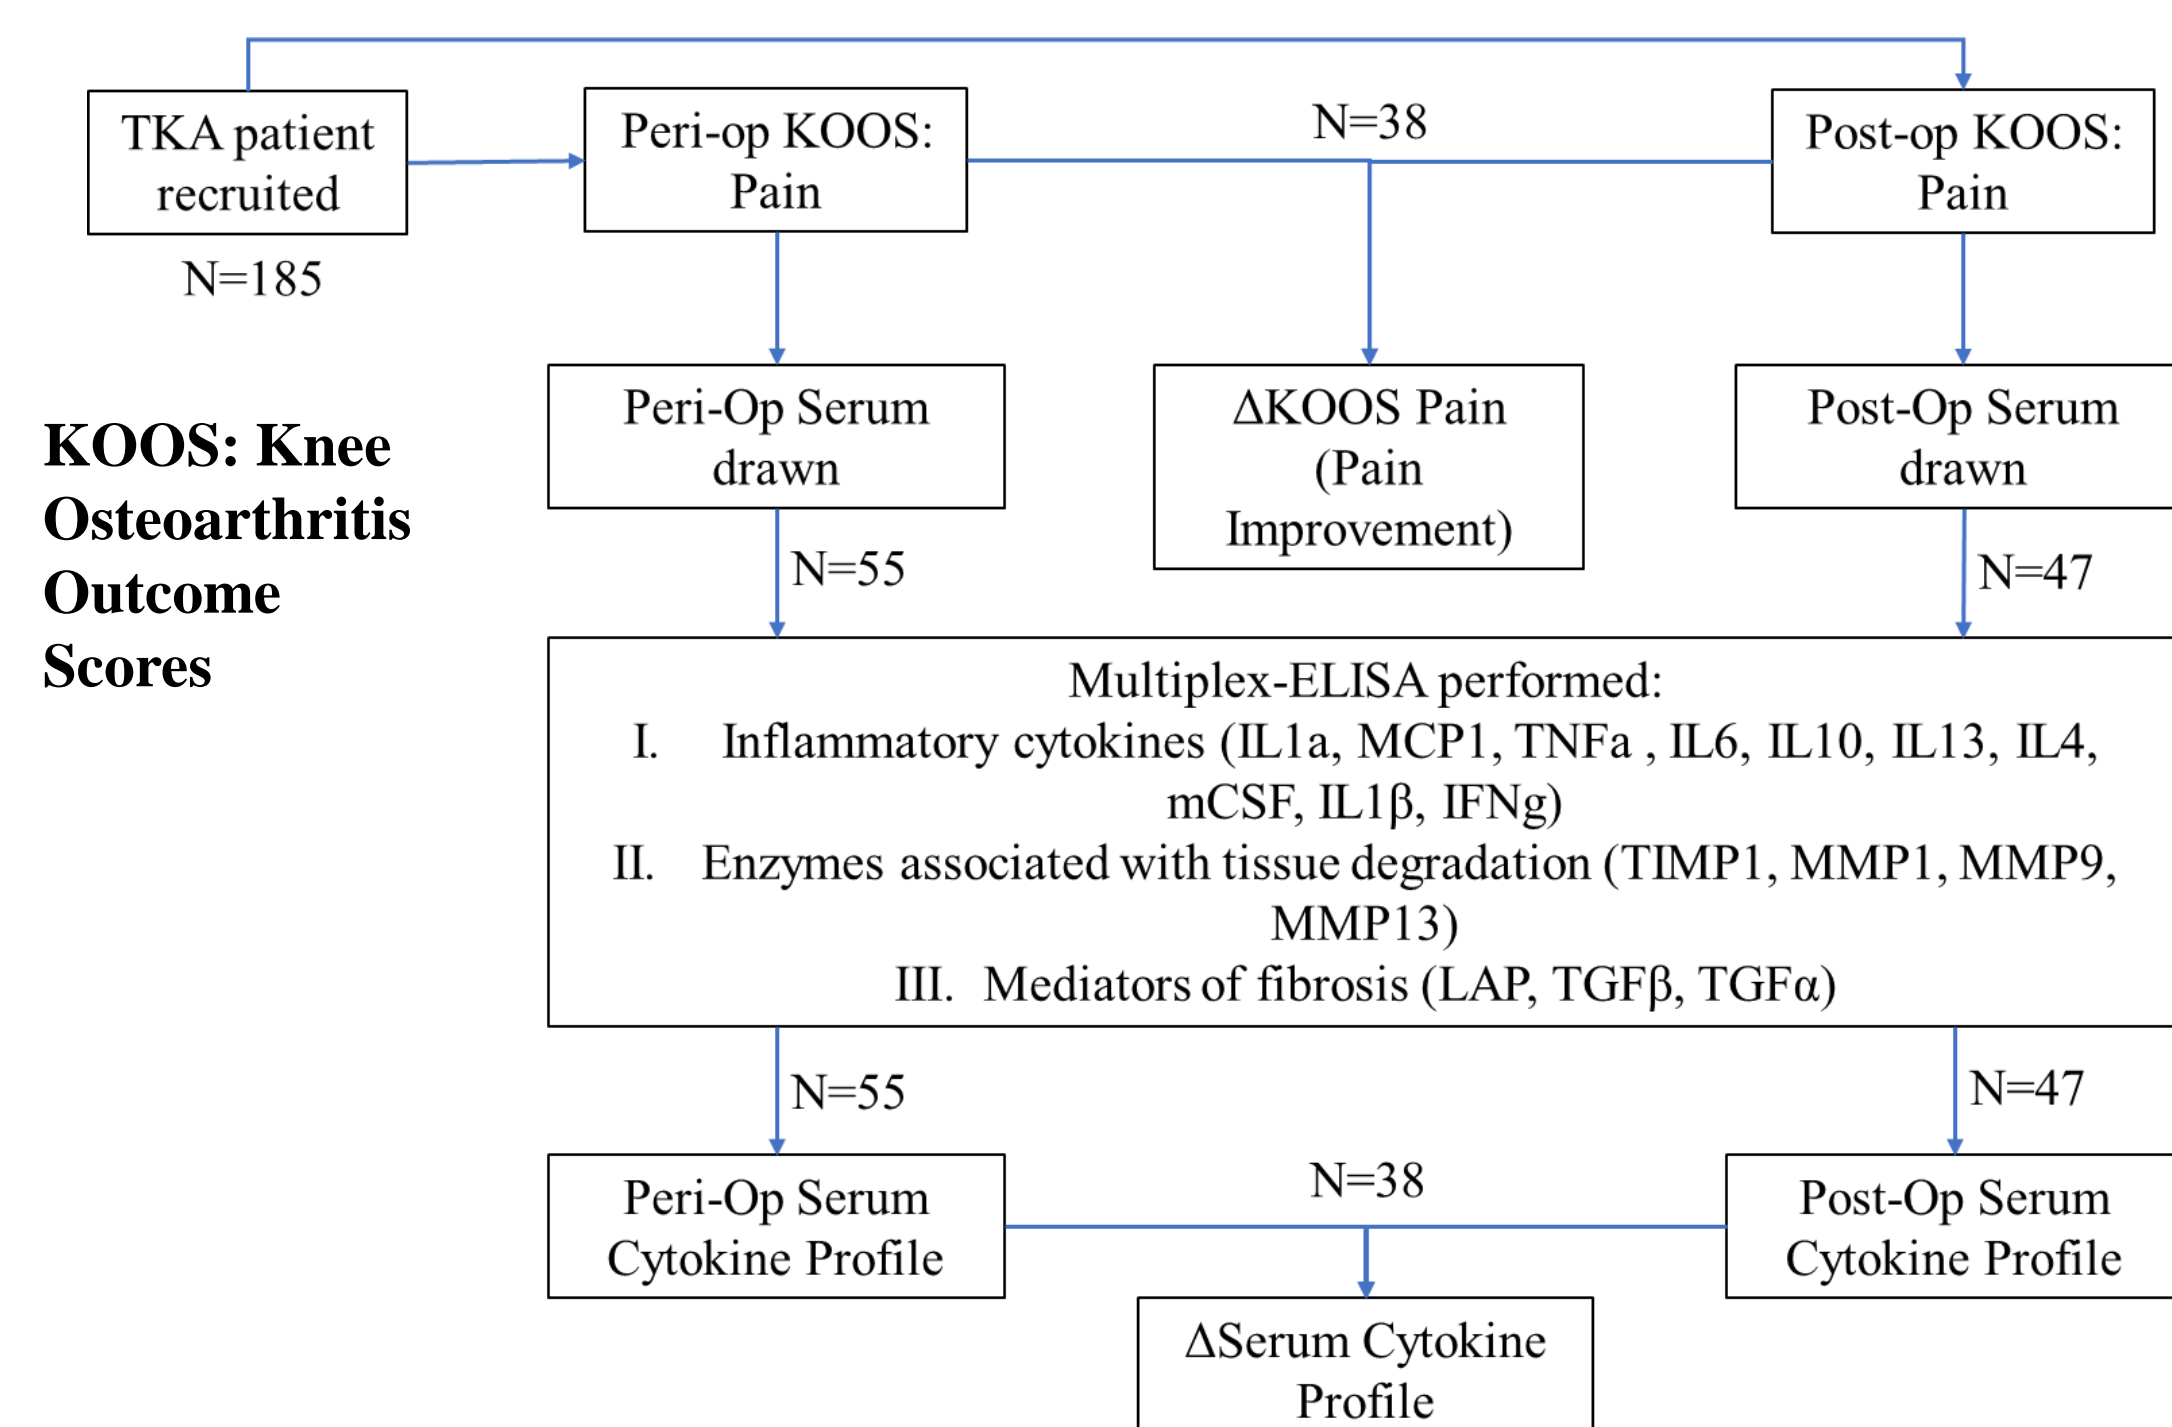 TKA patient
recruited
N=185
Peri-op KOOS:
Pain
N=38
Post-op KOOS:
Pain
KOOS: Knee
Osteoarthritis
Outcome
Scores
Peri-Op Serum
drawn
ΔKOOS Pain
(Pain
Improvement)
Post-Op Serum
drawn
N=55
N=47
Multiplex-ELISA performed:
I. Inflammatory cytokines (IL1a, MCP1, TNFa , IL6, IL10, IL13, IL4,
mCSF, IL1β, IFNg)
II. Enzymes associated with tissue degradation (TIMP1, MMP1, MMP9,
MMP13)
III. Mediators of fibrosis (LAP, TGFβ, TGFα)
N=55
N=47
Peri-Op Serum
Cytokine Profile
N=38
Post-Op Serum
Cytokine Profile
ΔSerum Cytokine
Profile